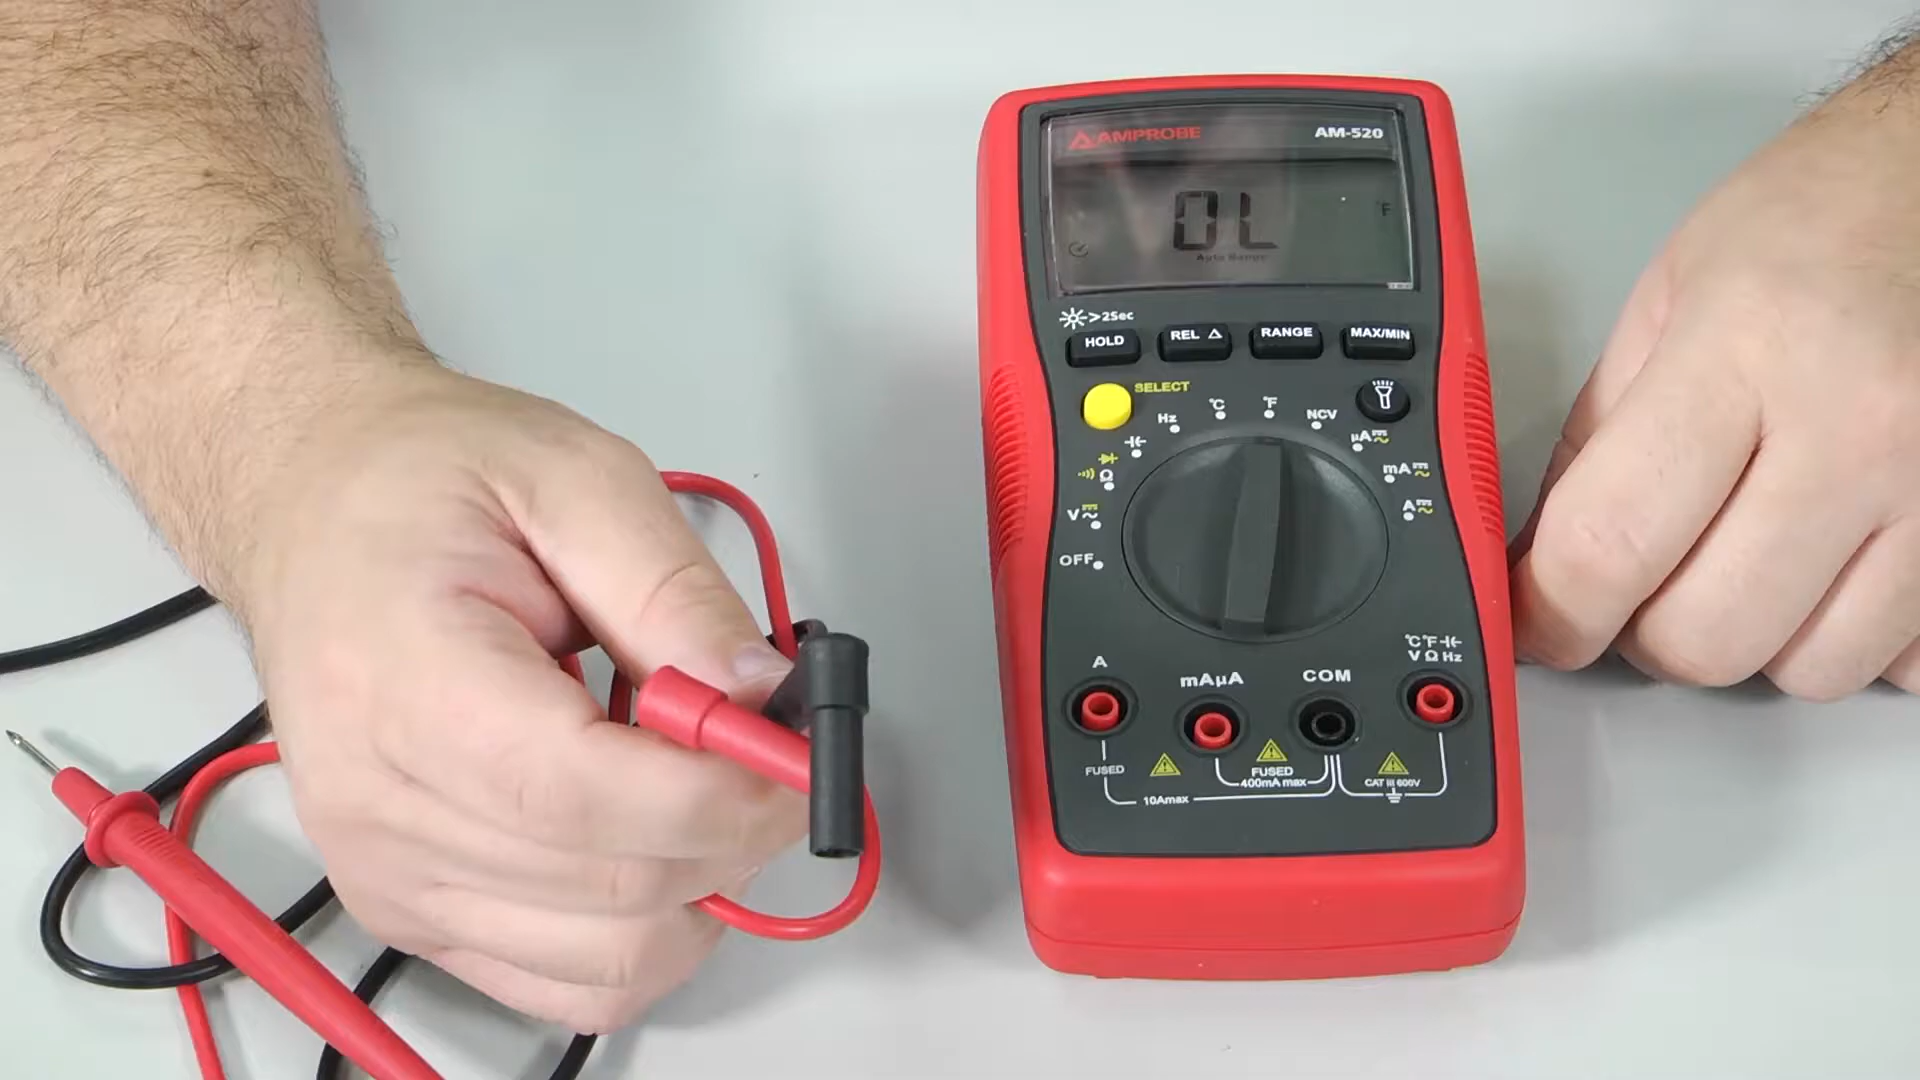 AMPROBE
AM-520
OL
°F
Auto Range
>2Sec
HOLD
REL Δ
RANGE
MAX/MIN
SELECT
Hz
℃
℉
NCV
µA
mA
A
Ω
V
OFF
A
mAµA
COM
℃℉
V Ω Hz
FUSED
10Amax
FUSED
400mA max
CAT III 600V